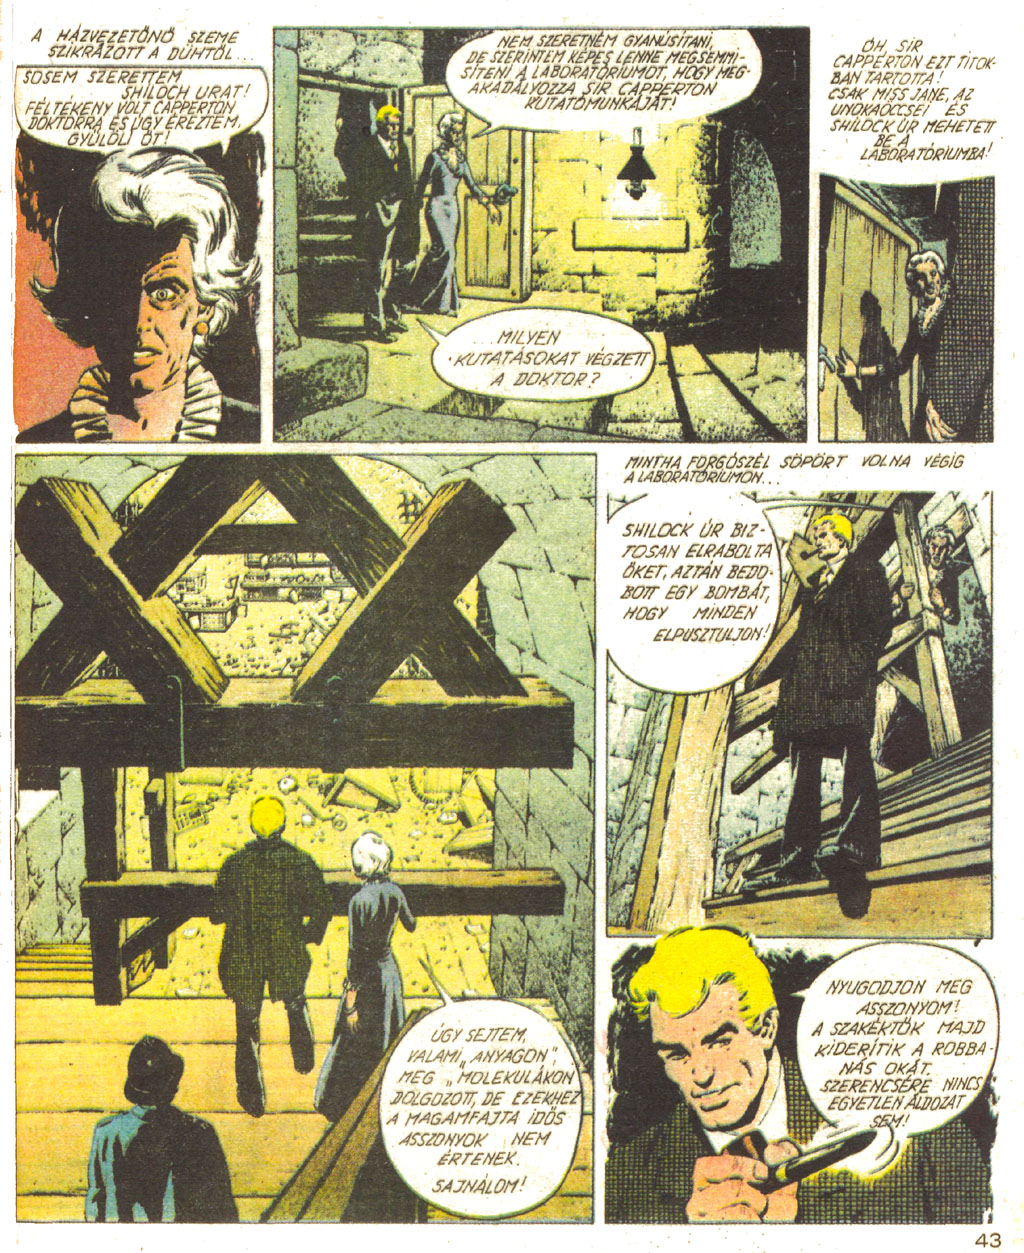 A HÁZVEZETŐNŐ SZEME
SZIKRÁZOTT A DÜHTŐL...
SOSEM SZERETTEM
SHILOCH URAT!
FÉLTÉKENY VOLT CAPPERTON
DOKTORRA ÉS ÚGY ÉREZTEM,
GYŰLÖLI ŐT!
NEM SZERETNÉM GYANÚSÍTANI,
DE SZERINTEM KÉPES LENNE MEGSEMMI-
SÍTENI A LABORATÓRIUMOT, HOGY MEG-
AKADÁLYOZZA SIR CAPPERTON
KUTATÓMUNKÁJÁT!
...MILYEN
KUTATÁSOKAT VÉGZETT
A DOKTOR?
ÓH, SIR
CAPPERTON EZT TITOK-
BAN TARTOTTA!
CSAK MISS JANE, AZ
UNOKAÖCCSEI ÉS
SHILOCK ÚR MEHETETT
BE A
LABORATÓRIUMBA!
ÚGY SEJTEM,
VALAMI „ANYAGON”,
MEG „MOLEKULÁKON
DOLGOZOTT, DE EZEKHEZ
A MAGAMFAJTA IDŐS
ASSZONYOK NEM
ÉRTENEK.
SAJNÁLOM!
MINTHA FORGÓSZÉL SÖPÖRT VOLNA VÉGIG
A LABORATÓRIUMON...
SHILOCK ÚR BIZ-
TOSAN ELRABOLTA
ŐKET, AZTÁN BEDO-
BOTT EGY BOMBÁT,
HOGY MINDEN
ELPUSZTULJON!
NYUGODJON MEG
ASSZONYOM!
A SZAKÉRTŐK MAJD
KIDERÍTIK A ROBBA-
NÁS OKÁT.
SZERENCSÉRE NINCS
EGYETLEN ÁLDOZAT
SEM!
43